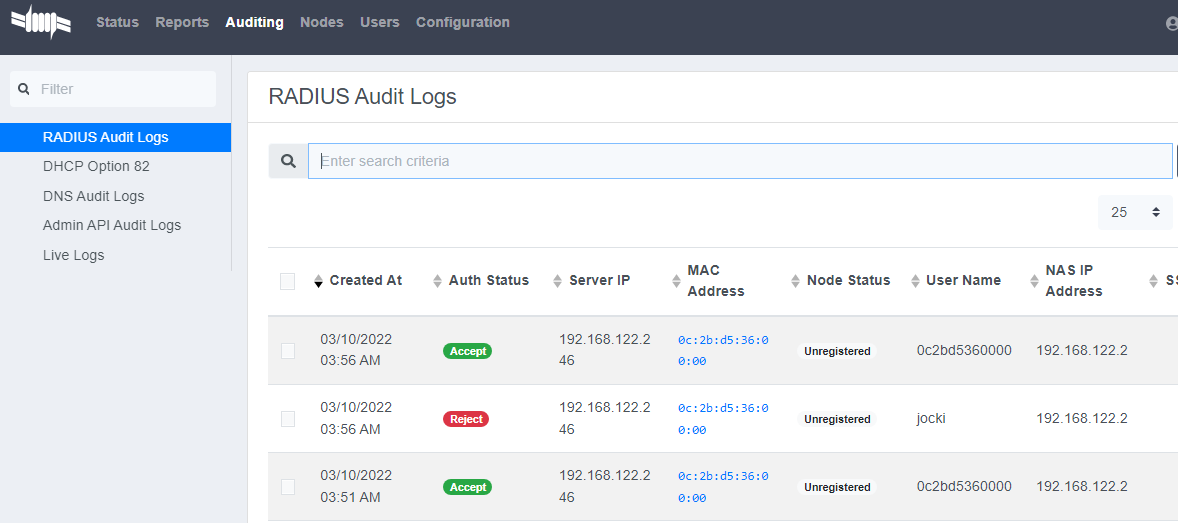 Status Reports Auditing Nodes Users Configuration
Filter
RADIUS Audit Logs
DHCP Option 82
DNS Audit Logs
Admin API Audit Logs
Live Logs
RADIUS Audit Logs
Enter search criteria
25
Created At Auth Status Server IP MAC Address Node Status User Name NAS IP Address
03/10/2022 03:56 AM Accept 192.168.122.246 0c:2b:d5:36:00:00 Unregistered 0c2bd5360000 192.168.122.2
03/10/2022 03:56 AM Reject 192.168.122.246 0c:2b:d5:36:00:00 Unregistered jocki 192.168.122.2
03/10/2022 03:51 AM Accept 192.168.122.246 0c:2b:d5:36:00:00 Unregistered 0c2bd5360000 192.168.122.2